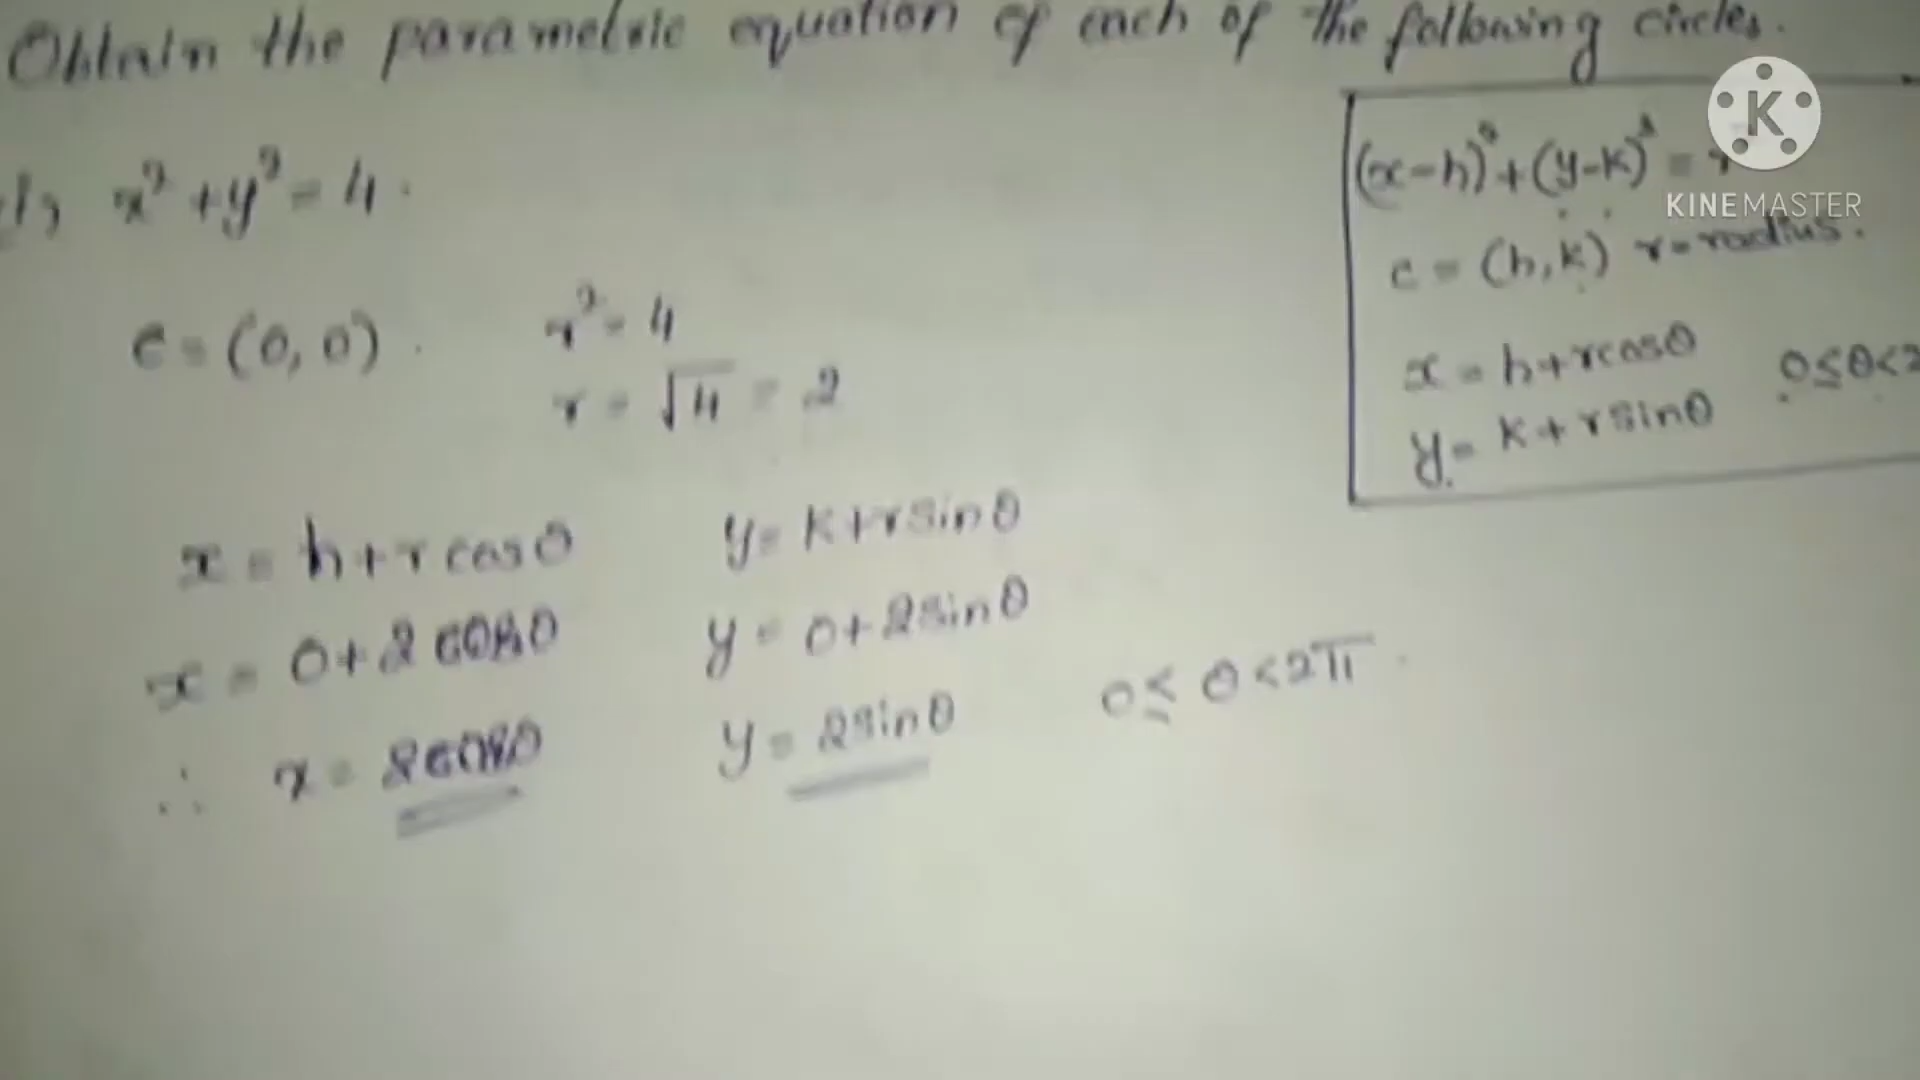 Obtain the parametric equation of each of the following circles.
1) x² + y² = 4.
c = (0, 0).
r² = 4
r = √4 = 2
x = h + r cosθ
y = k + r sinθ
x = 0 + 2 cosθ
y = 0 + 2 sinθ
∴ x = 2cosθ
y = 2sinθ
0 ≤ θ < 2π.
(x-h)² + (y-k)² = r
c = (h, k) r = radius.
x = h + r cosθ
0 ≤ θ < 2
y = k + r sinθ
K
KINEMASTER